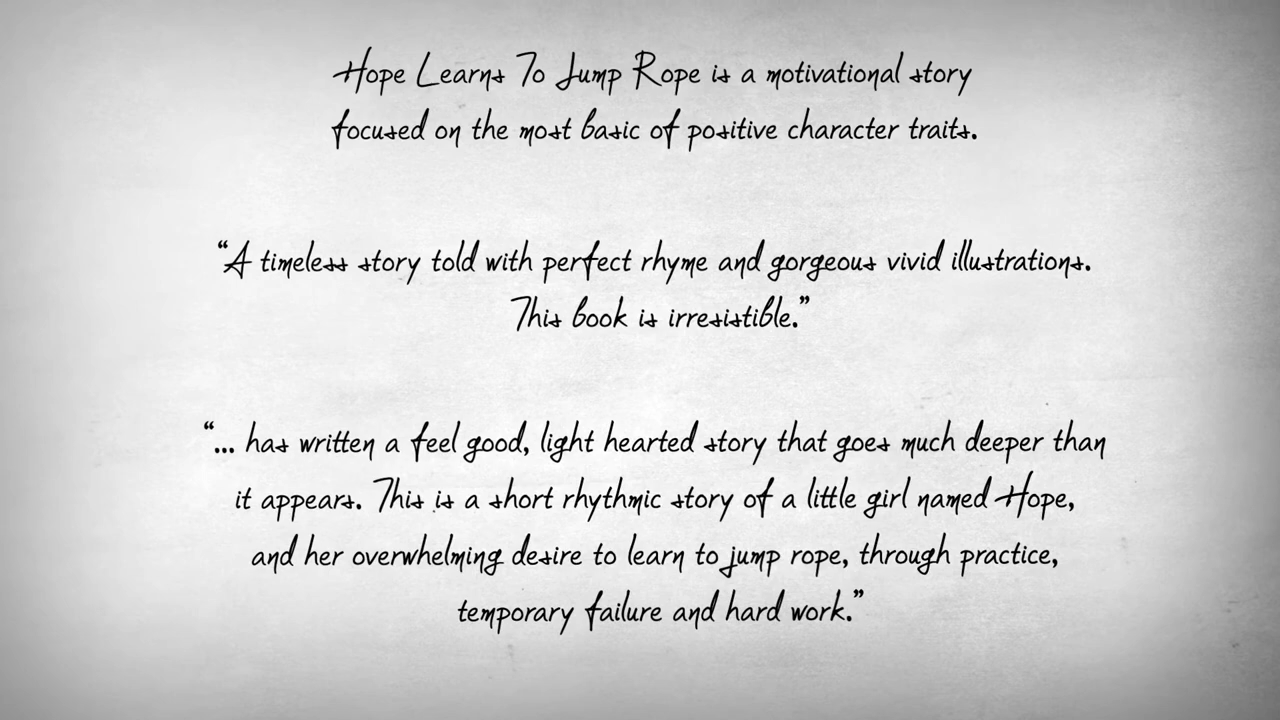 Hope Learns To Jump Rope is a motivational story
focused on the most basic of positive character traits.
“A timeless story told with perfect rhyme and gorgeous vivid illustrations.
This book is irresistible.”
“... has written a feel good, light hearted story that goes much deeper than
it appears. This is a short rhythmic story of a little girl named Hope,
and her overwhelming desire to learn to jump rope, through practice,
temporary failure and hard work.”